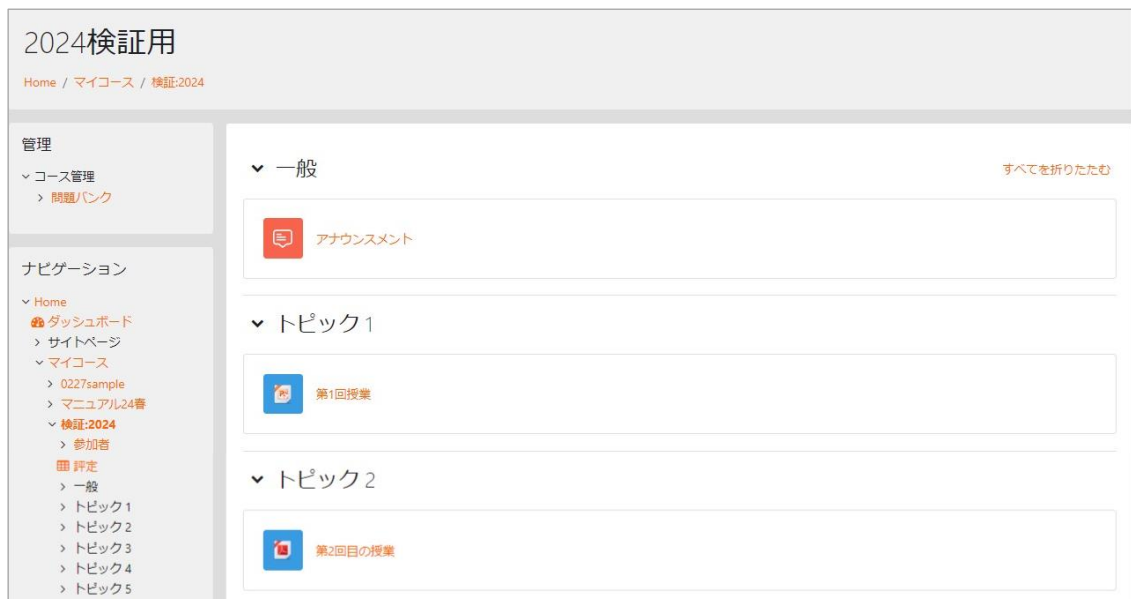 2024検証用
Home / マイコース / 検証:2024
管理
コース管理
問題バンク
ナビゲーション
Home
ダッシュボード
サイトページ
マイコース
0227sample
マニュアル24春
検証:2024
参加者
評定
一般
トピック 1
トピック 2
トピック 3
トピック 4
トピック 5
一般
すべてを折りたたむ
アナウンスメント
トピック 1
第1回授業
トピック 2
第2回目の授業